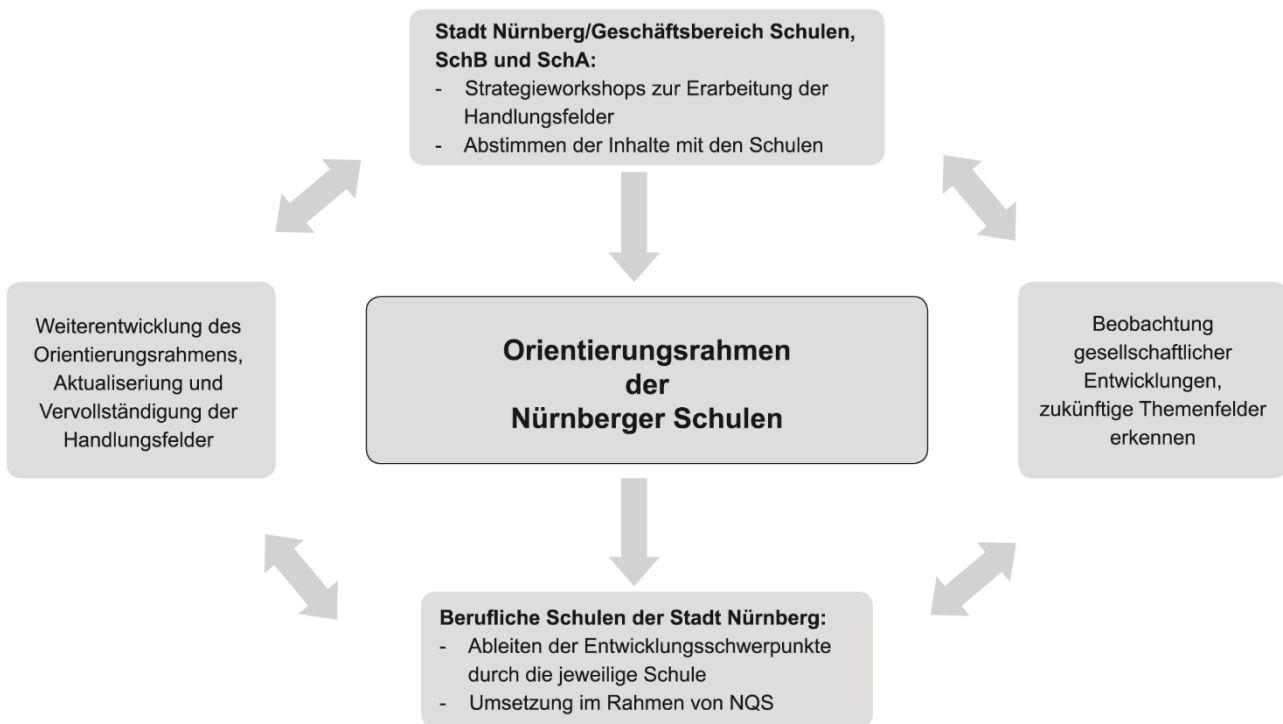 Stadt Nürnberg/Geschäftsbereich Schulen,
SchB und SchA:
- Strategieworkshops zur Erarbeitung der
Handlungsfelder
- Abstimmen der Inhalte mit den Schulen
Weiterentwicklung des
Orientierungsrahmens,
Aktualiseriung und
Vervollständigung der
Handlungsfelder
Orientierungsrahmen
der
Nürnberger Schulen
Beobachtung
gesellschaftlicher
Entwicklungen,
zukünftige Themenfelder
erkennen
Berufliche Schulen der Stadt Nürnberg:
- Ableiten der Entwicklungsschwerpunkte
durch die jeweilige Schule
- Umsetzung im Rahmen von NQS